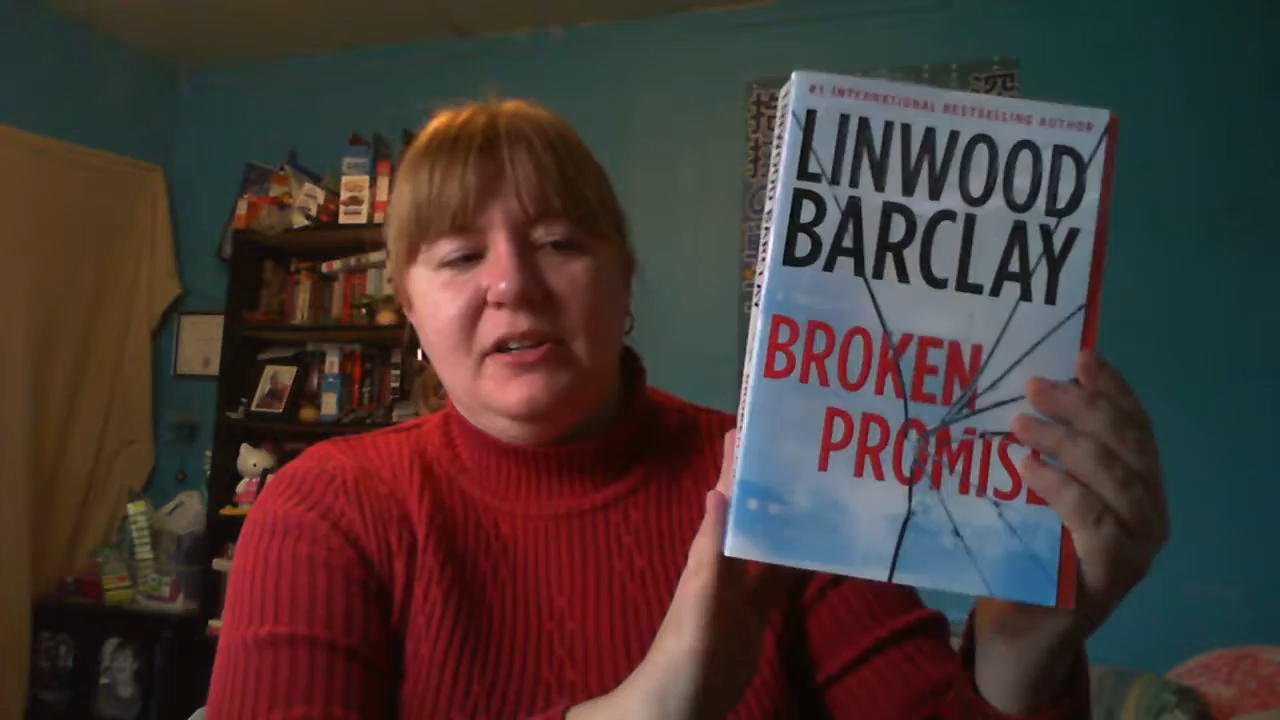 #1 INTERNATIONAL BESTSELLING AUTHOR
LINWOOD
BARCLAY
BROKEN
PROMISE